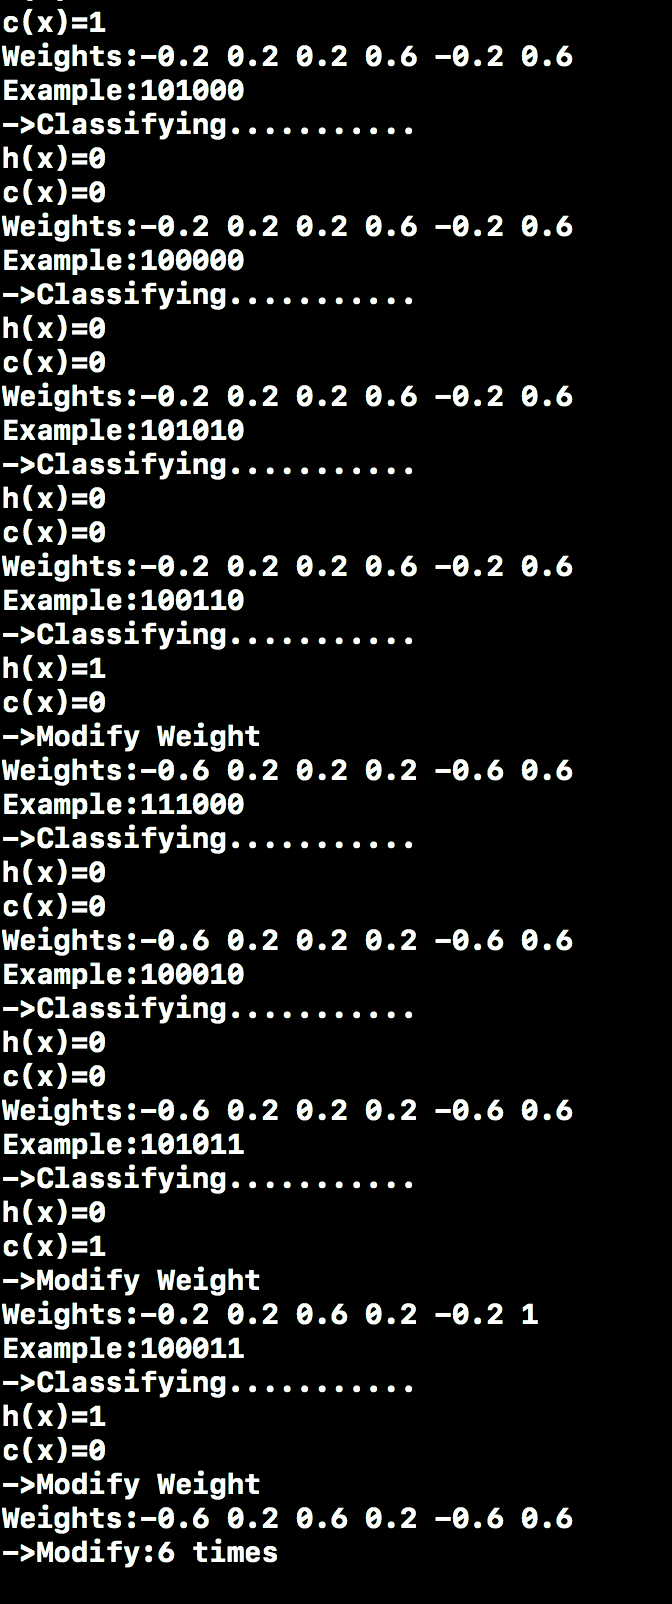 c(x)=1
Weights:-0.2 0.2 0.2 0.6 -0.2 0.6
Example:101000
->Classifying...........
h(x)=0
c(x)=0
Weights:-0.2 0.2 0.2 0.6 -0.2 0.6
Example:100000
->Classifying...........
h(x)=0
c(x)=0
Weights:-0.2 0.2 0.2 0.6 -0.2 0.6
Example:101010
->Classifying...........
h(x)=0
c(x)=0
Weights:-0.2 0.2 0.2 0.6 -0.2 0.6
Example:100110
->Classifying...........
h(x)=1
c(x)=0
->Modify Weight
Weights:-0.6 0.2 0.2 0.2 -0.6 0.6
Example:111000
->Classifying...........
h(x)=0
c(x)=0
Weights:-0.6 0.2 0.2 0.2 -0.6 0.6
Example:100010
->Classifying...........
h(x)=0
c(x)=0
Weights:-0.6 0.2 0.2 0.2 -0.6 0.6
Example:101011
->Classifying...........
h(x)=0
c(x)=1
->Modify Weight
Weights:-0.2 0.2 0.6 0.2 -0.2 1
Example:100011
->Classifying...........
h(x)=1
c(x)=0
->Modify Weight
Weights:-0.6 0.2 0.6 0.2 -0.6 0.6
->Modify:6 times